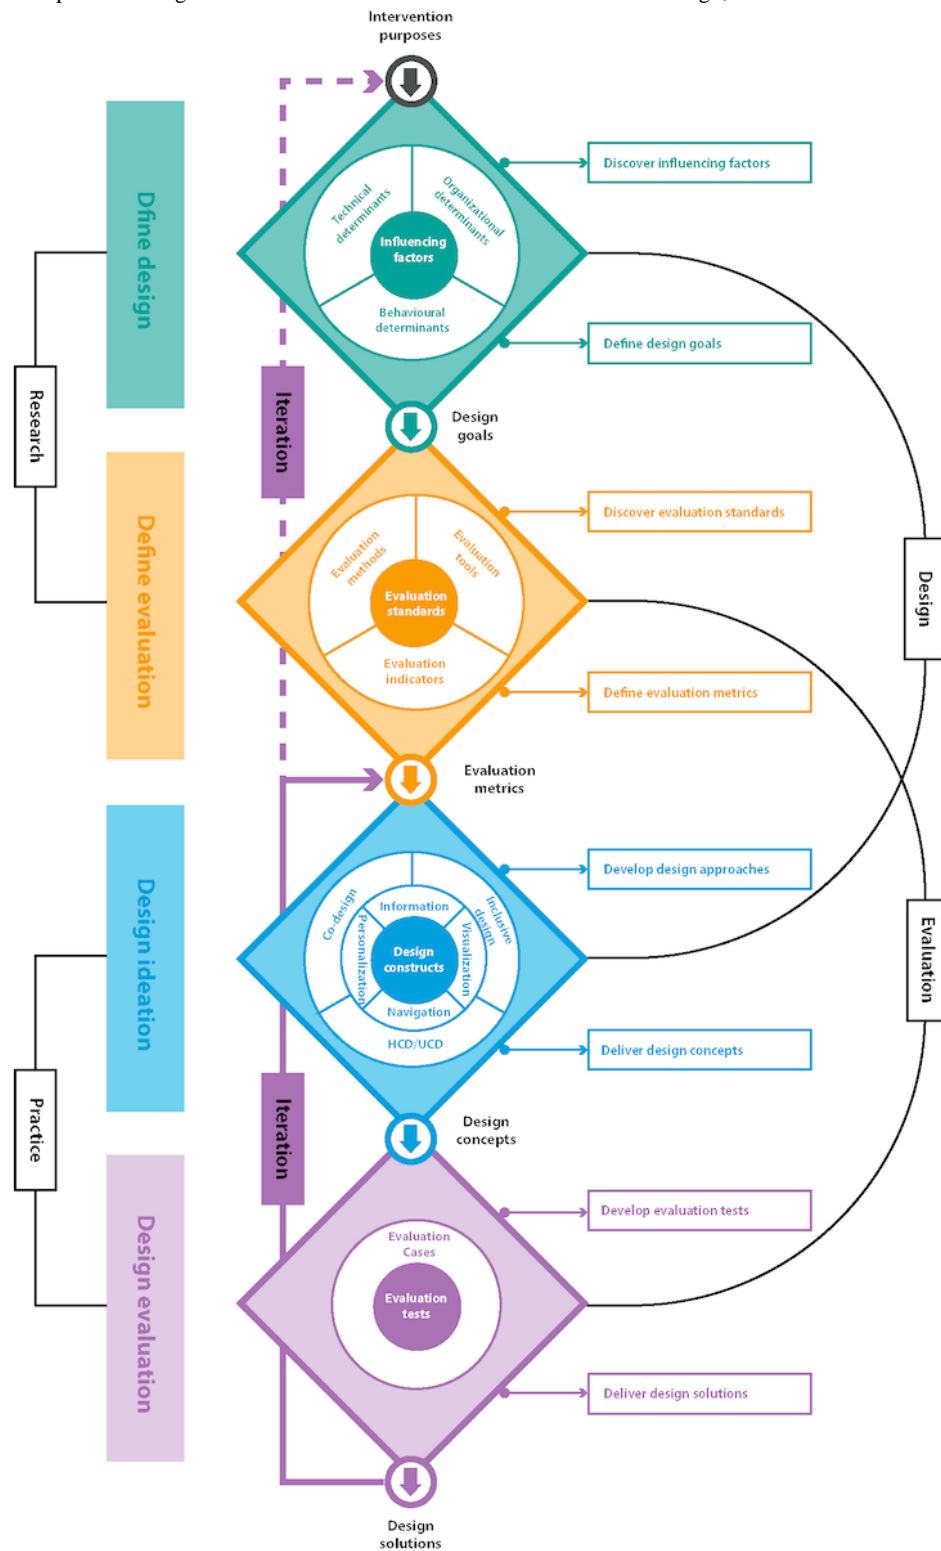 Intervention
purposes
Dfine design
Technical
determinants
Organizational
determinants
Influencing
factors
Behavioural
determinants
Discover influencing factors
Define design goals
Research
Iteration
Design
goals
Define evaluation
Evaluation
methods
Evaluation
tools
Evaluation
standards
Evaluation
indicators
Discover evaluation standards
Define evaluation metrics
Design
Evaluation
metrics
Design ideation
Co-design
Inclusive
design
Information
Personalization
Visualization
Design
constructs
Navigation
HCD/UCD
Develop design approaches
Deliver design concepts
Evaluation
Practice
Iteration
Design
concepts
Design evaluation
Evaluation
Cases
Evaluation
tests
Develop evaluation tests
Deliver design solutions
Design
solutions